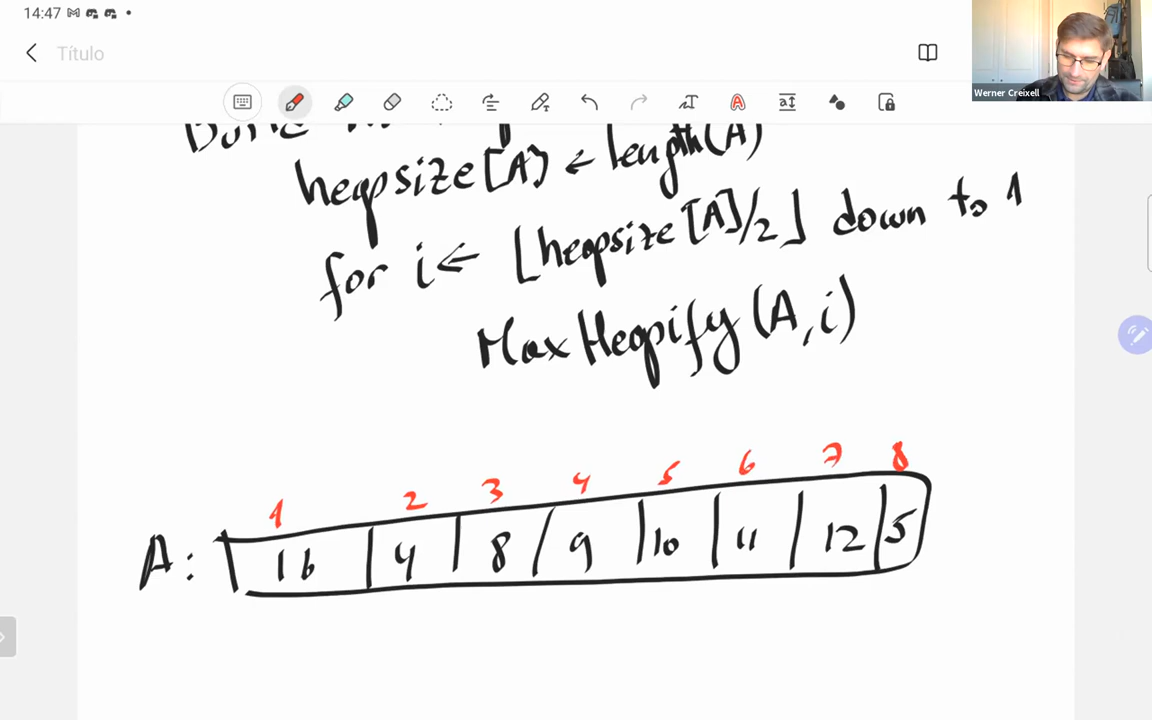 14:47
Título
Werner Creixell
heapsize[A] ← length(A)
for i ← ⌊heapsize[A]/2⌋ down to 1
MaxHeapify(A, i)
1 2 3 4 5 6 7 8
A: 16 4 8 9 10 11 12 5